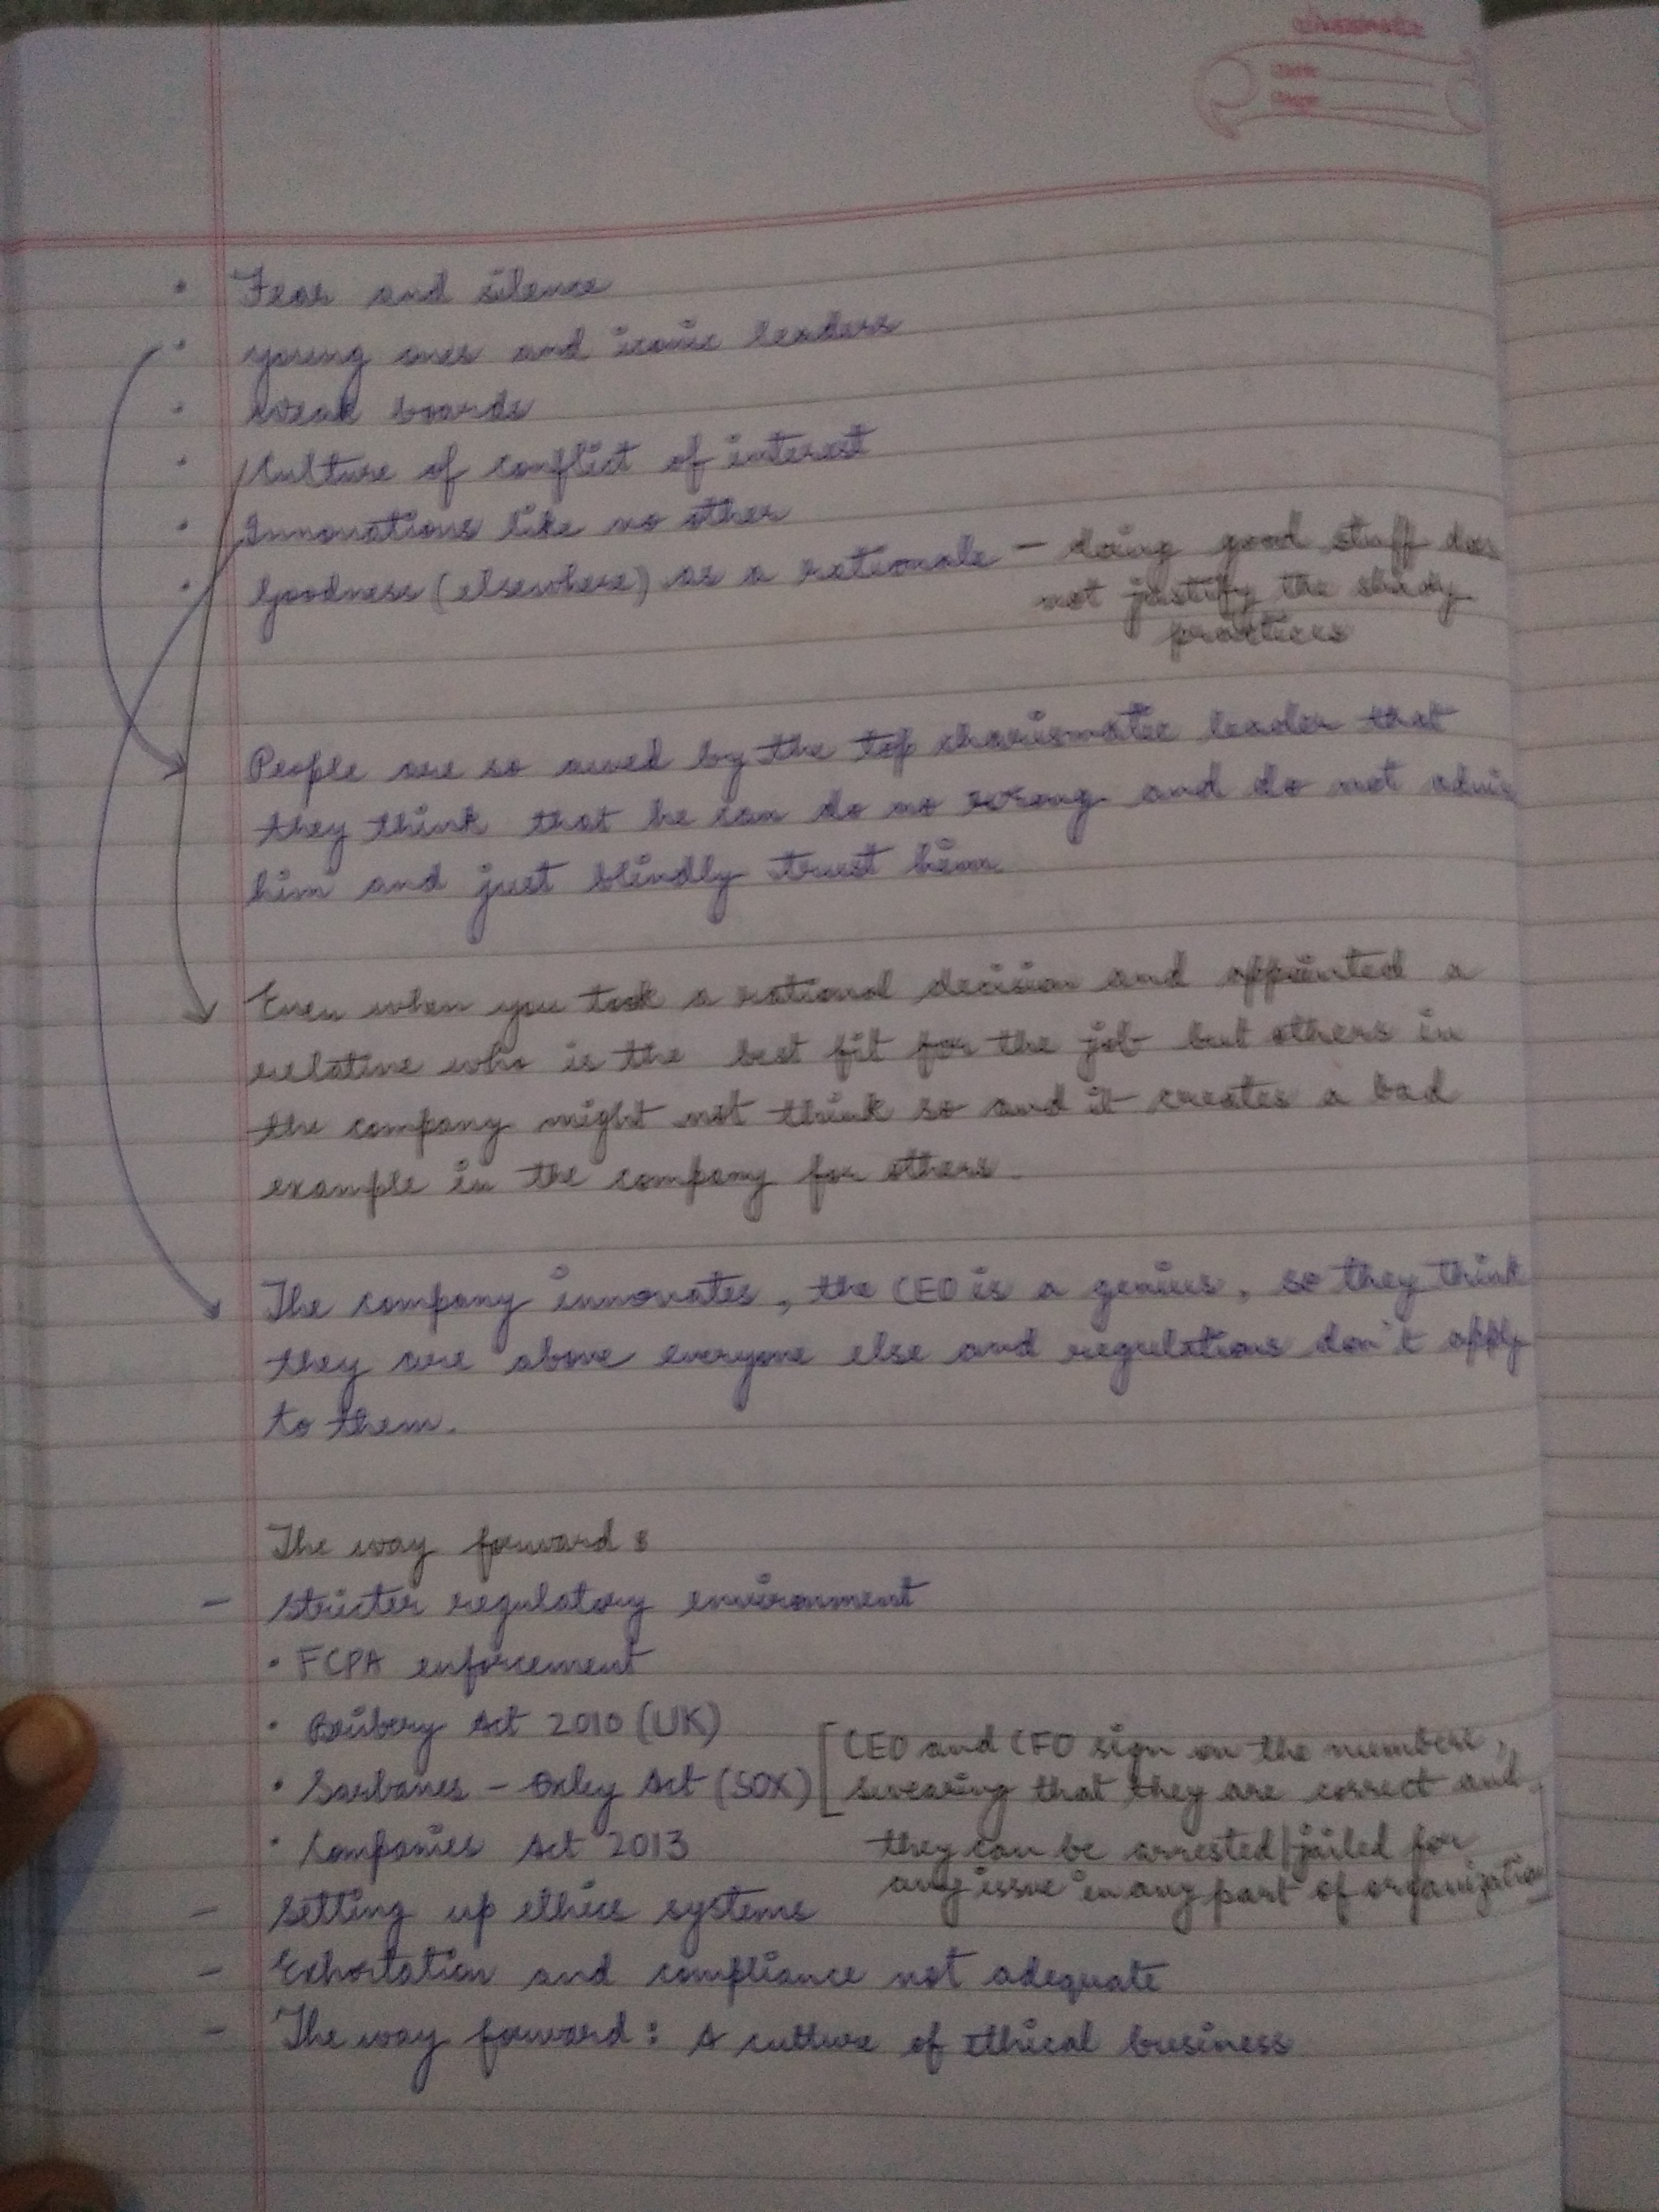 classmate
Date
Page
• Fear and silence
• young ones and iconic leaders
• Weak boards
• Culture of conflict of interest
• Innovations like no other
• Goodness (elsewhere) as a rationale – doing good stuff does
not justify the shady
practices
People are so awed by the top charismatic leader that
they think that he can do no wrong and do not
him and just blindly trust him.
Even when you took a rational decision and appointed a
relative who is the best fit for the job but others in
the company might not think so and it creates a bad
example in the company for others.
The company innovates, the CEO is a genius, so they think
they are above everyone else and regulations don't apply
to them.
The way forward :
– Stricter regulatory environment
• FCPA enforcement
• Bribery Act 2010 (UK)
• Sarbanes – Oxley Act (SOX) [CEO and CFO sign on the numbers,
swearing that they are correct and
• Companies Act 2013
they can be arrested/jailed for
any issue in any part of organization]
– Setting up ethics systems
– Exhortation and compliance not adequate
– The way forward : A culture of ethical business